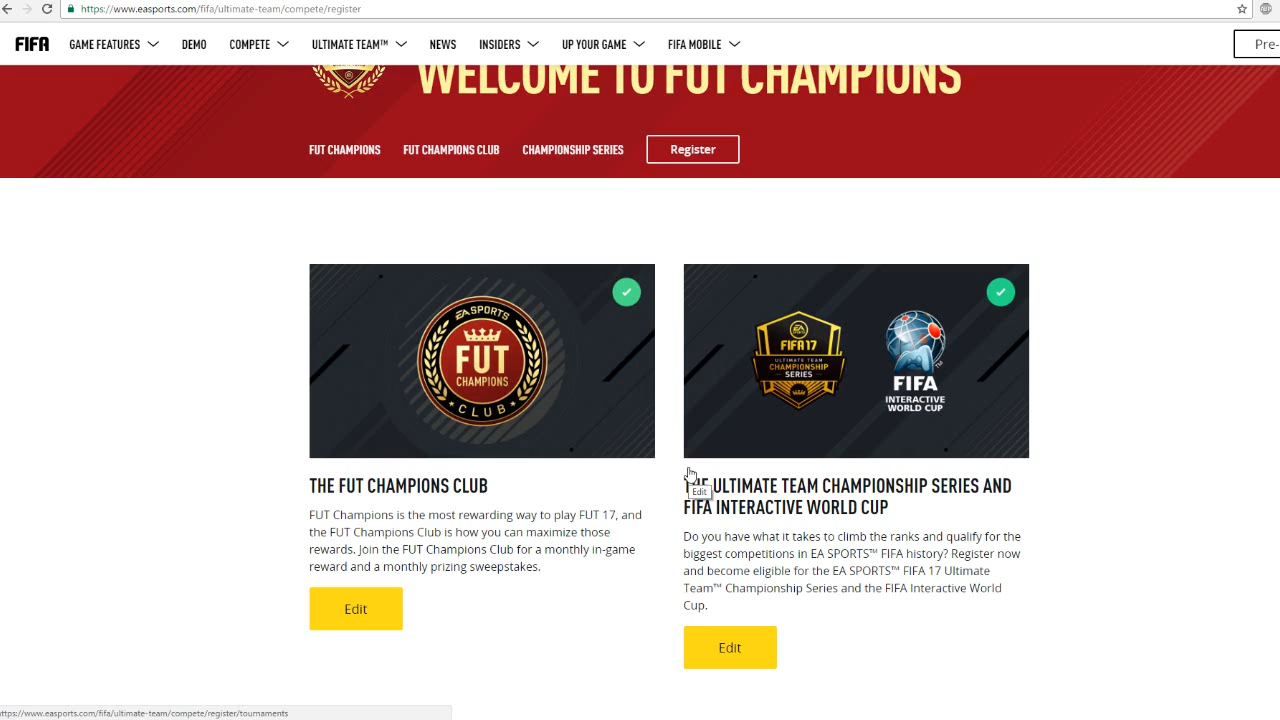 https://www.easports.com/fifa/ultimate-team/compete/register
FIFA GAME FEATURES DEMO COMPETE ULTIMATE TEAM™ NEWS INSIDERS UP YOUR GAME FIFA MOBILE Pre-
WELCOME TO FUT CHAMPIONS
FUT CHAMPIONS FUT CHAMPIONS CLUB CHAMPIONSHIP SERIES Register
EA SPORTS
FUT
CHAMPIONS
CLUB
EA SPORTS
FIFA 17
ULTIMATE TEAM
CHAMPIONSHIP
SERIES
FIFA
INTERACTIVE
WORLD CUP
THE FUT CHAMPIONS CLUB
FUT Champions is the most rewarding way to play FUT 17, and
the FUT Champions Club is how you can maximize those
rewards. Join the FUT Champions Club for a monthly in-game
reward and a monthly prizing sweepstakes.
Edit
THE ULTIMATE TEAM CHAMPIONSHIP SERIES AND
FIFA INTERACTIVE WORLD CUP
Edit
Do you have what it takes to climb the ranks and qualify for the
biggest competitions in EA SPORTS™ FIFA history? Register now
and become eligible for the EA SPORTS™ FIFA 17 Ultimate
Team™ Championship Series and the FIFA Interactive World
Cup.
Edit
https://www.easports.com/fifa/ultimate-team/compete/register/tournaments